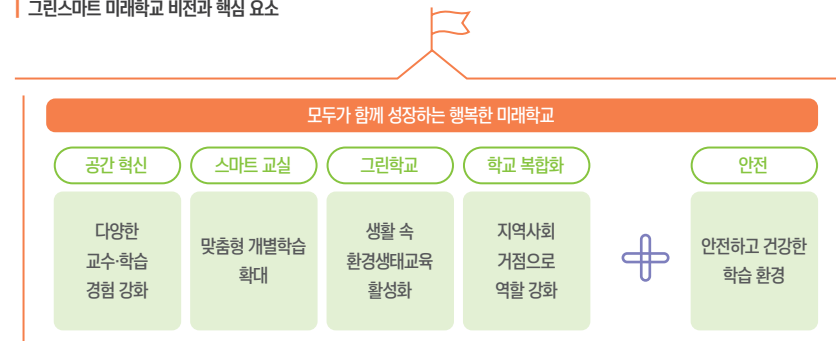 그린스마트 미래학교 비전과 핵심 요소
모두가 함께 성장하는 행복한 미래학교
공간 혁신
다양한
교수·학습
경험 강화
스마트 교실
맞춤형 개별학습
확대
그린학교
생활 속
환경생태교육
활성화
학교 복합화
지역사회
거점으로
역할 강화
안전
안전하고 건강한
학습 환경